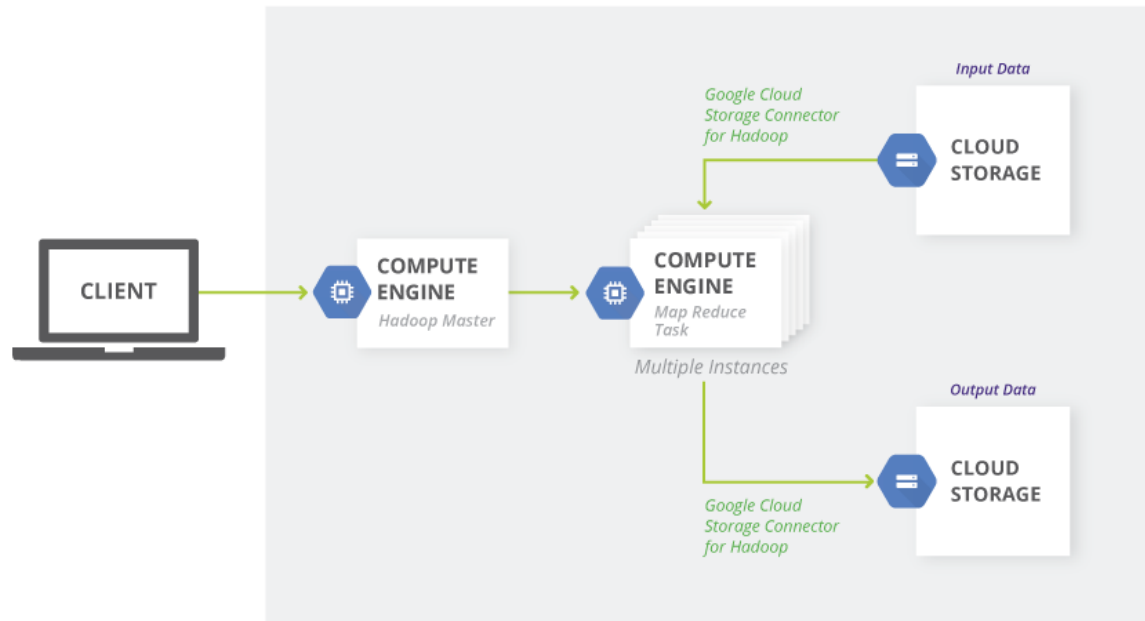 Input Data
Google Cloud
Storage Connector
for Hadoop
CLOUD
STORAGE
CLIENT
COMPUTE
ENGINE
Hadoop Master
COMPUTE
ENGINE
Map Reduce
Task
Multiple Instances
Output Data
CLOUD
STORAGE
Google Cloud
Storage Connector
for Hadoop